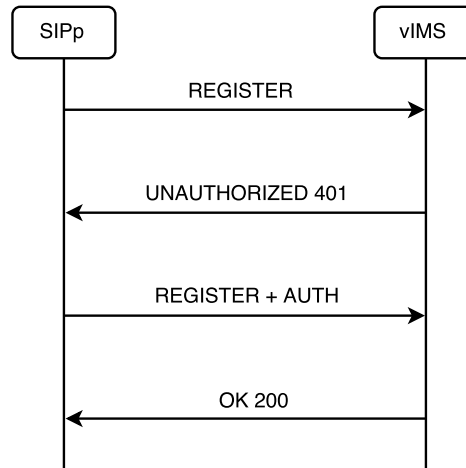 SIPp
vIMS
REGISTER
UNAUTHORIZED 401
REGISTER + AUTH
OK 200